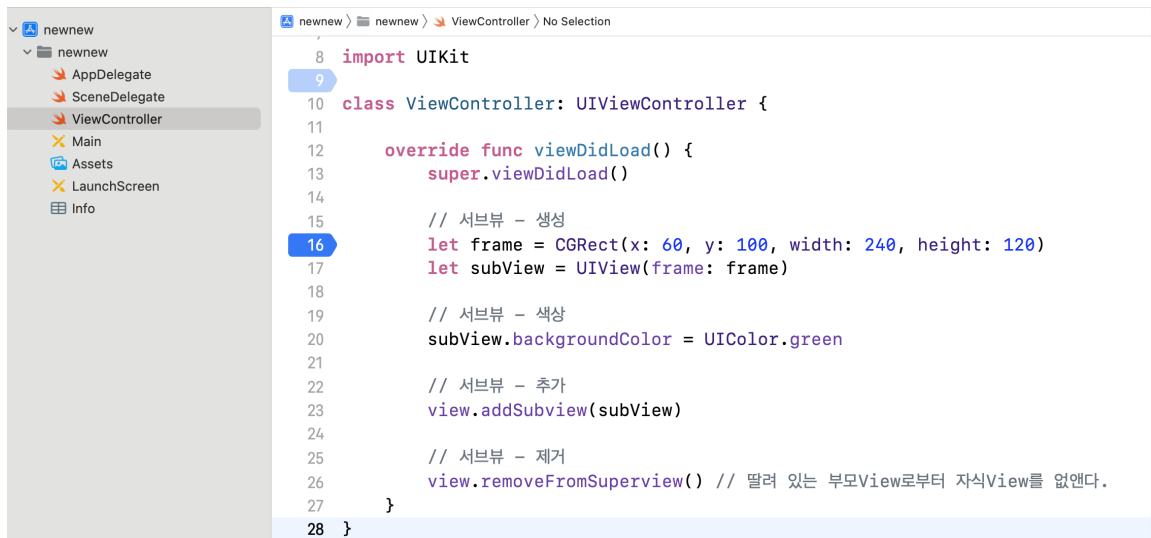 newnew
newnew
AppDelegate
SceneDelegate
ViewController
Main
Assets
LaunchScreen
Info
newnew 〉 newnew 〉 ViewController 〉 No Selection
8 import UIKit
9
10 class ViewController: UIViewController {
11
12 override func viewDidLoad() {
13 super.viewDidLoad()
14
15 // 서브뷰 - 생성
16 let frame = CGRect(x: 60, y: 100, width: 240, height: 120)
17 let subView = UIView(frame: frame)
18
19 // 서브뷰 - 색상
20 subView.backgroundColor = UIColor.green
21
22 // 서브뷰 - 추가
23 view.addSubview(subView)
24
25 // 서브뷰 - 제거
26 view.removeFromSuperview() // 딸려 있는 부모View로부터 자식View를 없앤다.
27 }
28 }